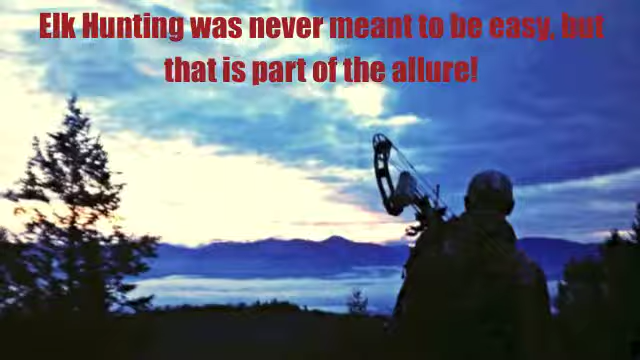 Elk Hunting was never meant to be easy, but
that is part of the allure!